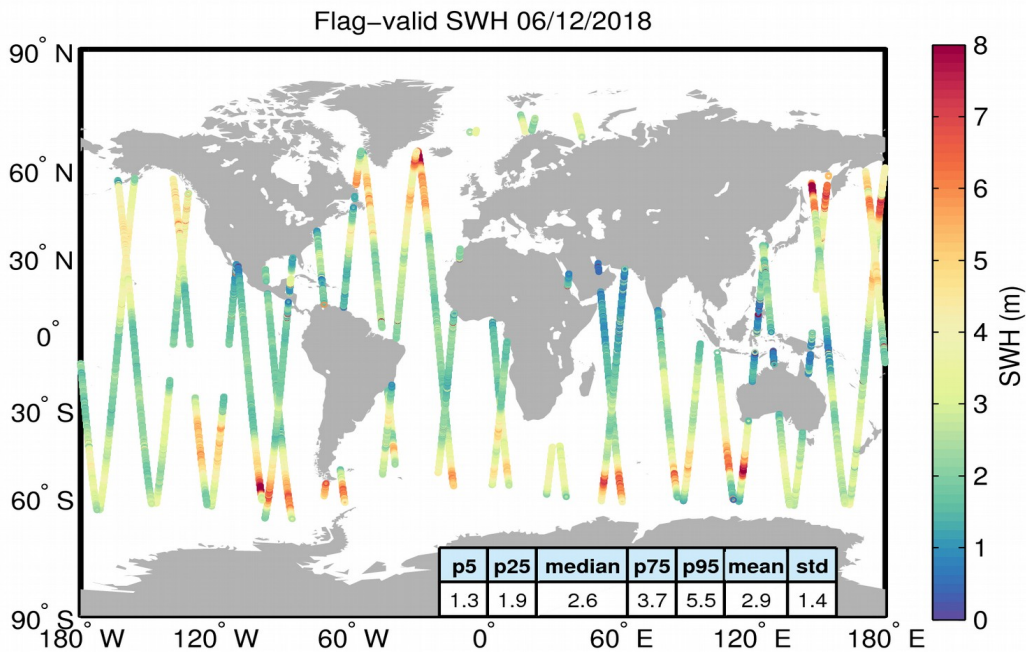 Flag−valid SWH 06/12/2018
90° N
60° N
30° N
0°
30° S
60° S
90° S
180° W
120° W
60° W
0°
60° E
120° E
180° E
p5 p25 median p75 p95 mean std
1.3 1.9 2.6 3.7 5.5 2.9 1.4
8
7
6
5
4
3
2
1
0
SWH (m)